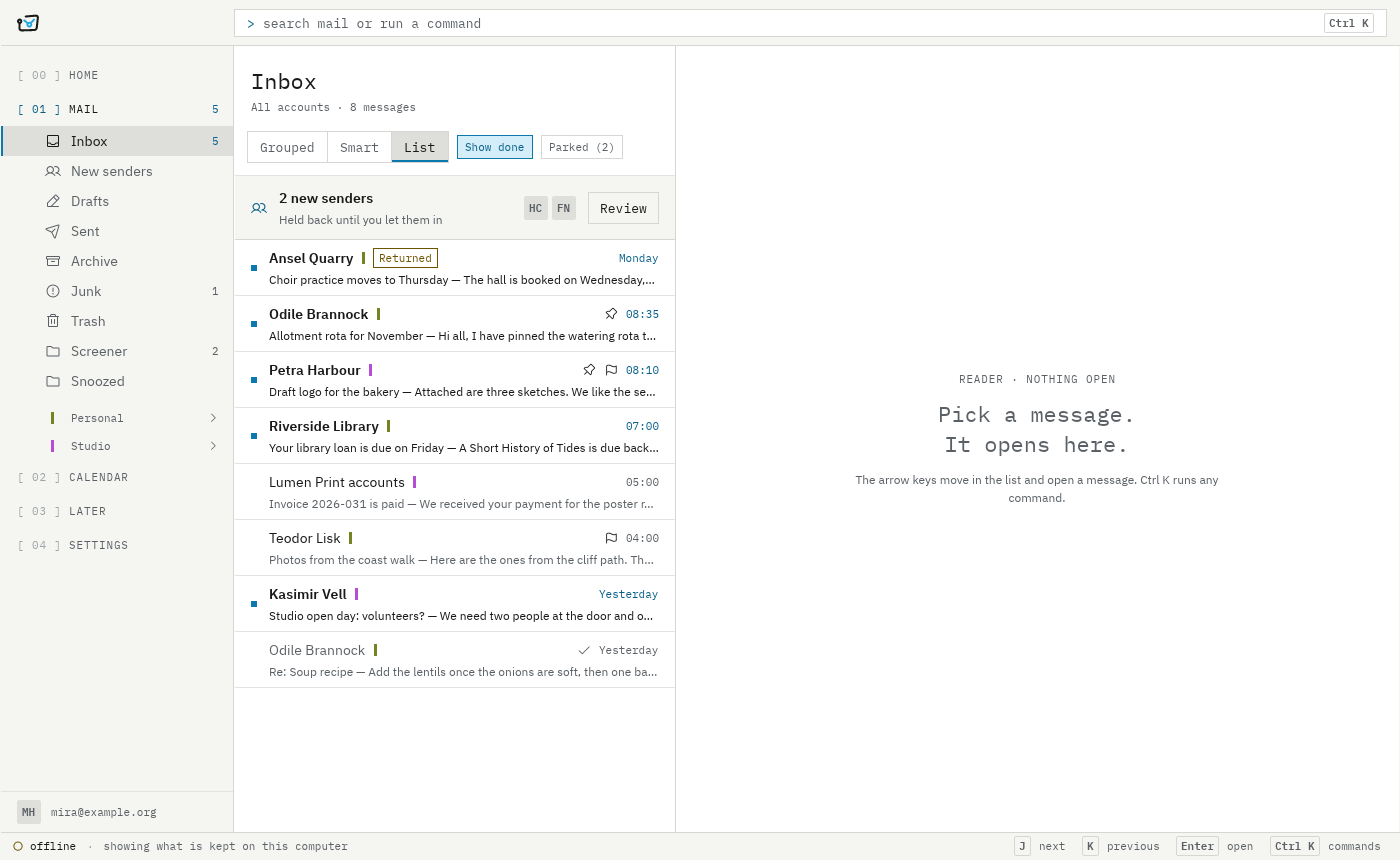 > search mail or run a command Ctrl K
[ 00 ] HOME
[ 01 ] MAIL 5
Inbox 5
New senders
Drafts
Sent
Archive
Junk 1
Trash
Screener 2
Snoozed
Personal
Studio
[ 02 ] CALENDAR
[ 03 ] LATER
[ 04 ] SETTINGS
MH mira@example.org
Inbox
All accounts · 8 messages
Grouped Smart List Show done Parked (2)
2 new senders
Held back until you let them in
HC FN Review
Ansel Quarry Returned Monday
Choir practice moves to Thursday — The hall is booked on Wednesday,…
Odile Brannock 08:35
Allotment rota for November — Hi all, I have pinned the watering rota t…
Petra Harbour 08:10
Draft logo for the bakery — Attached are three sketches. We like the se…
Riverside Library 07:00
Your library loan is due on Friday — A Short History of Tides is due back…
Lumen Print accounts 05:00
Invoice 2026-031 is paid — We received your payment for the poster r…
Teodor Lisk 04:00
Photos from the coast walk — Here are the ones from the cliff path. Th…
Kasimir Vell Yesterday
Studio open day: volunteers? — We need two people at the door and o…
Odile Brannock Yesterday
Re: Soup recipe — Add the lentils once the onions are soft, then one ba…
READER · NOTHING OPEN
Pick a message.
It opens here.
The arrow keys move in the list and open a message. Ctrl K runs any
command.
offline · showing what is kept on this computer
J next K previous Enter open Ctrl K commands